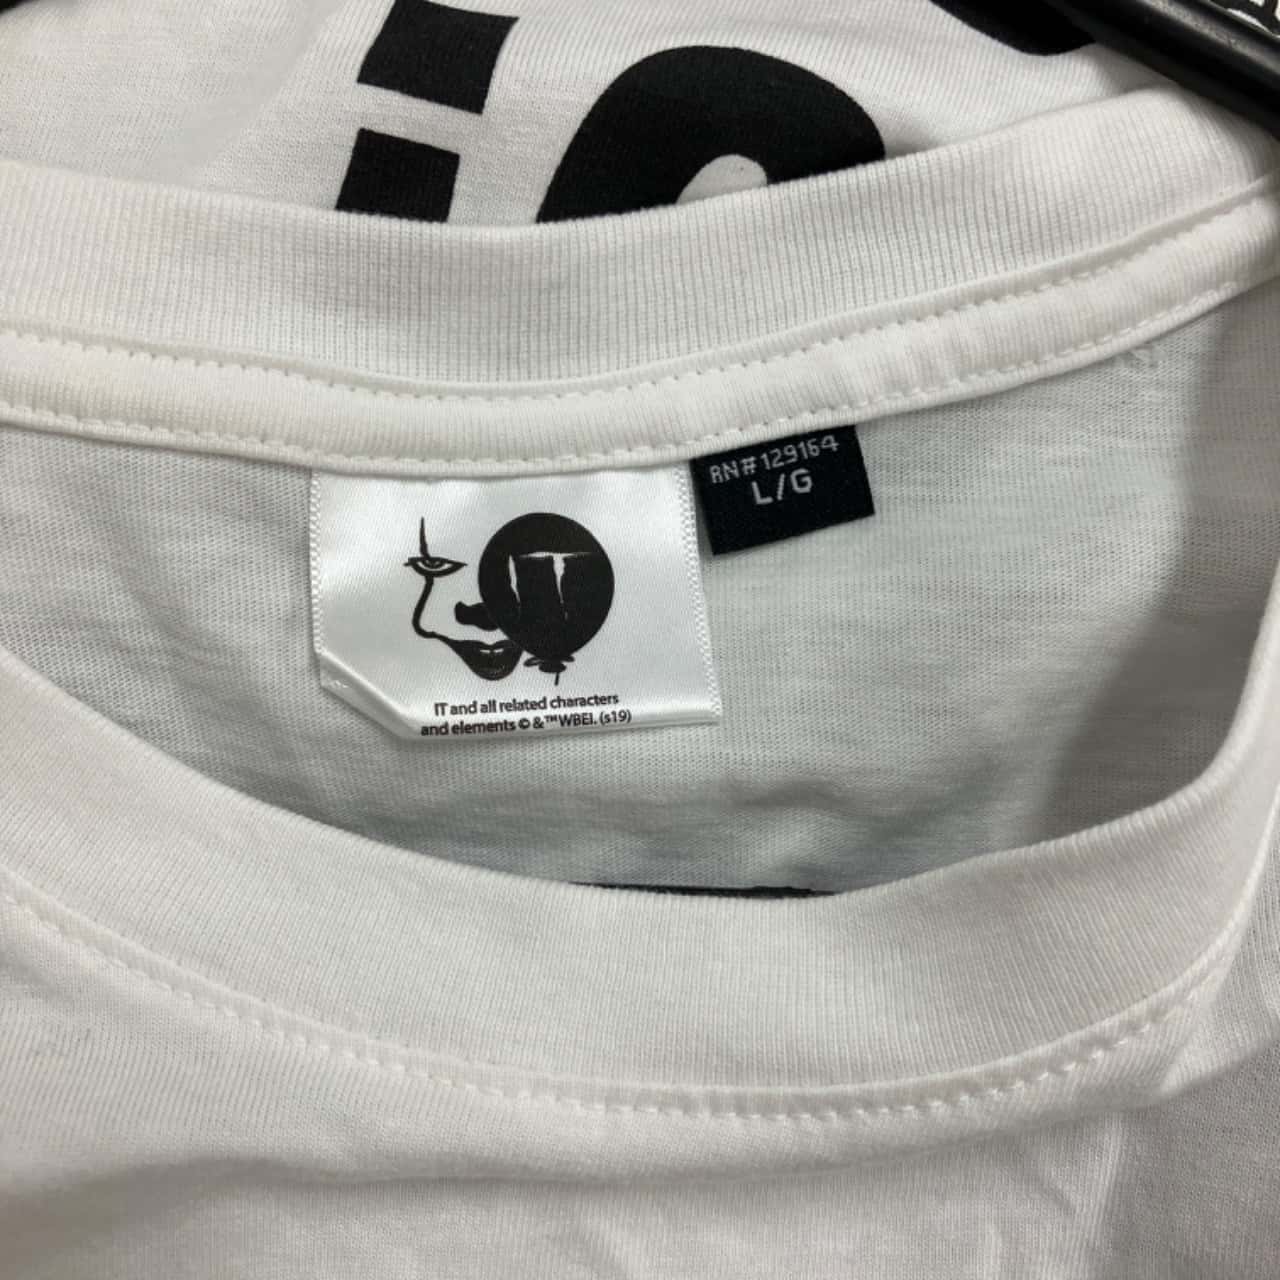 RN#129164
L/G
IT
IT and all related characters
and elements © &™WBEI. (s19)